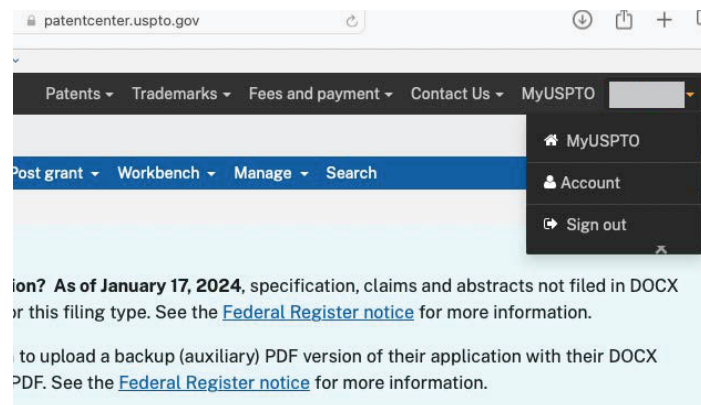 patentcenter.uspto.gov
Patents Trademarks Fees and payment Contact Us MyUSPTO
MyUSPTO
Post grant Workbench Manage Search
Account
Sign out
ion? As of January 17, 2024, specification, claims and abstracts not filed in DOCX
or this filing type. See the Federal Register notice for more information.
to upload a backup (auxiliary) PDF version of their application with their DOCX
PDF. See the Federal Register notice for more information.